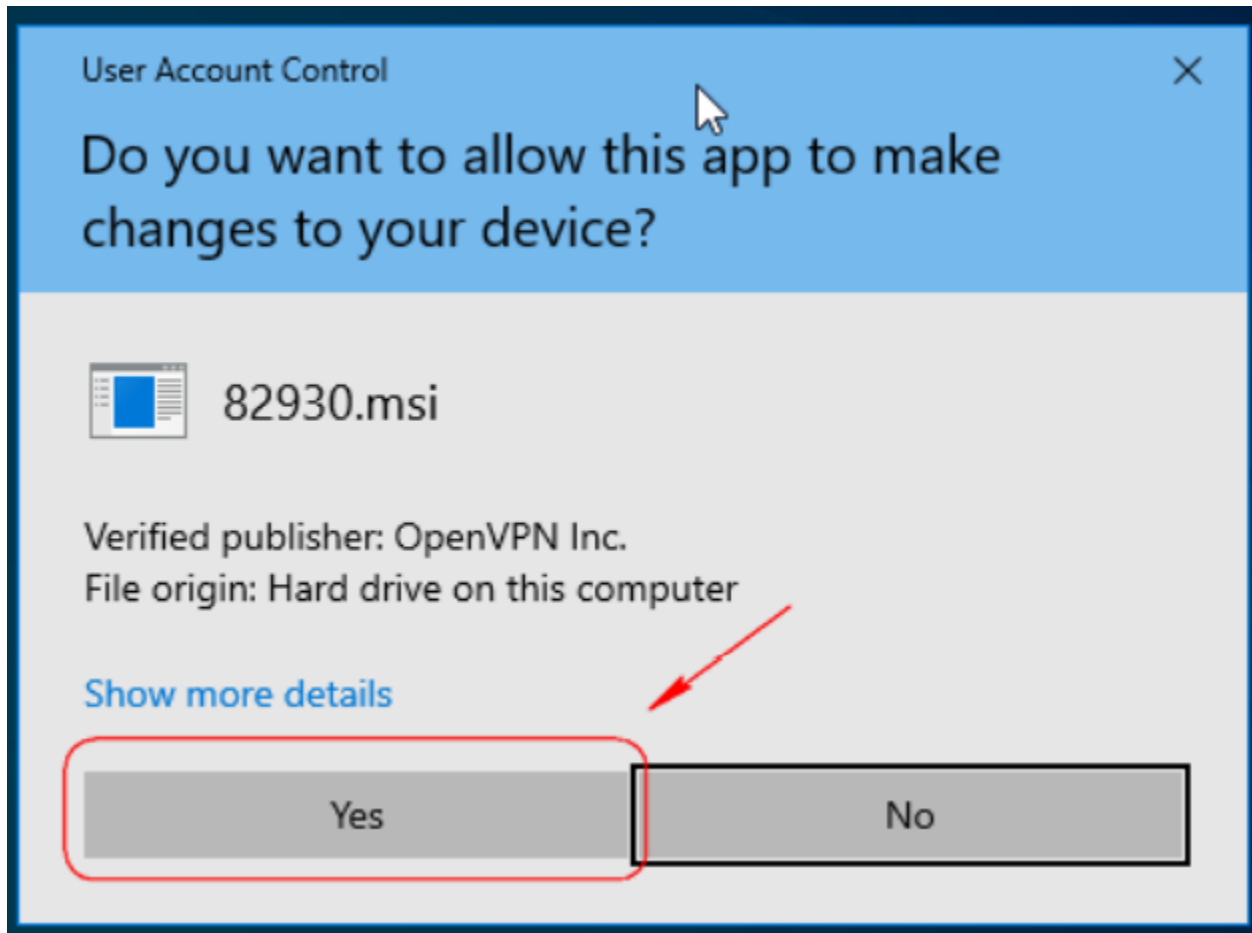 User Account Control
Do you want to allow this app to make
changes to your device?
82930.msi
Verified publisher: OpenVPN Inc.
File origin: Hard drive on this computer
Show more details
Yes
No